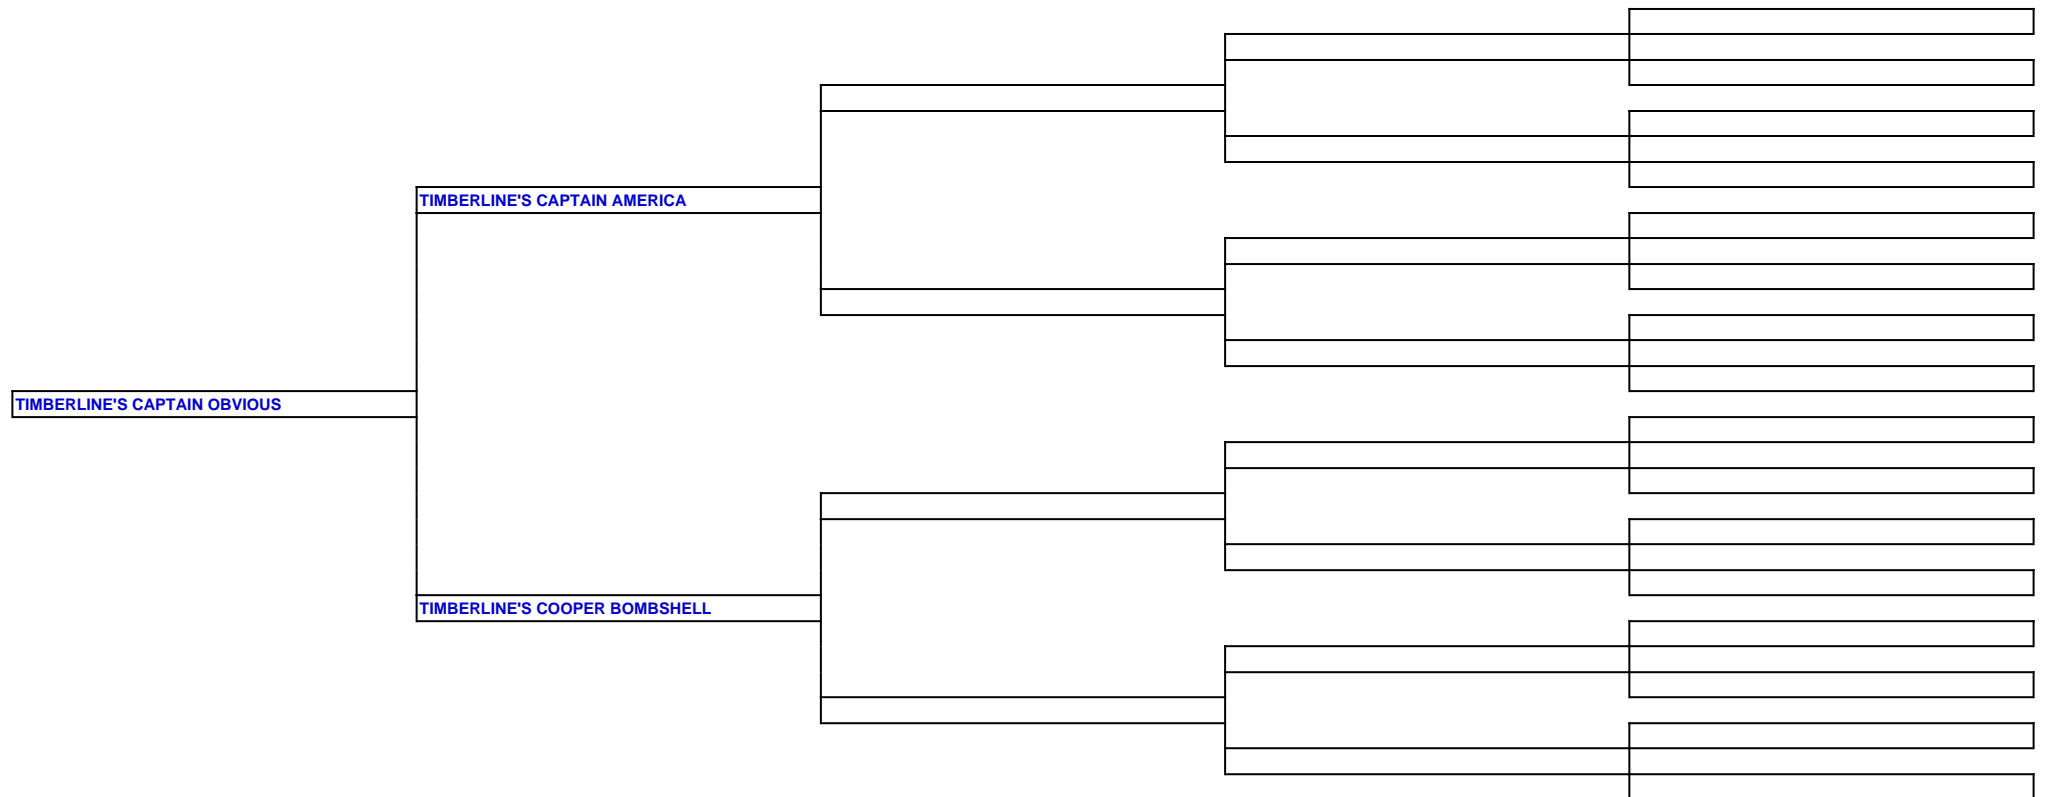 TIMBERLINE'S CAPTAIN AMERICA
TIMBERLINE'S CAPTAIN OBVIOUS
TIMBERLINE'S COOPER BOMBSHELL